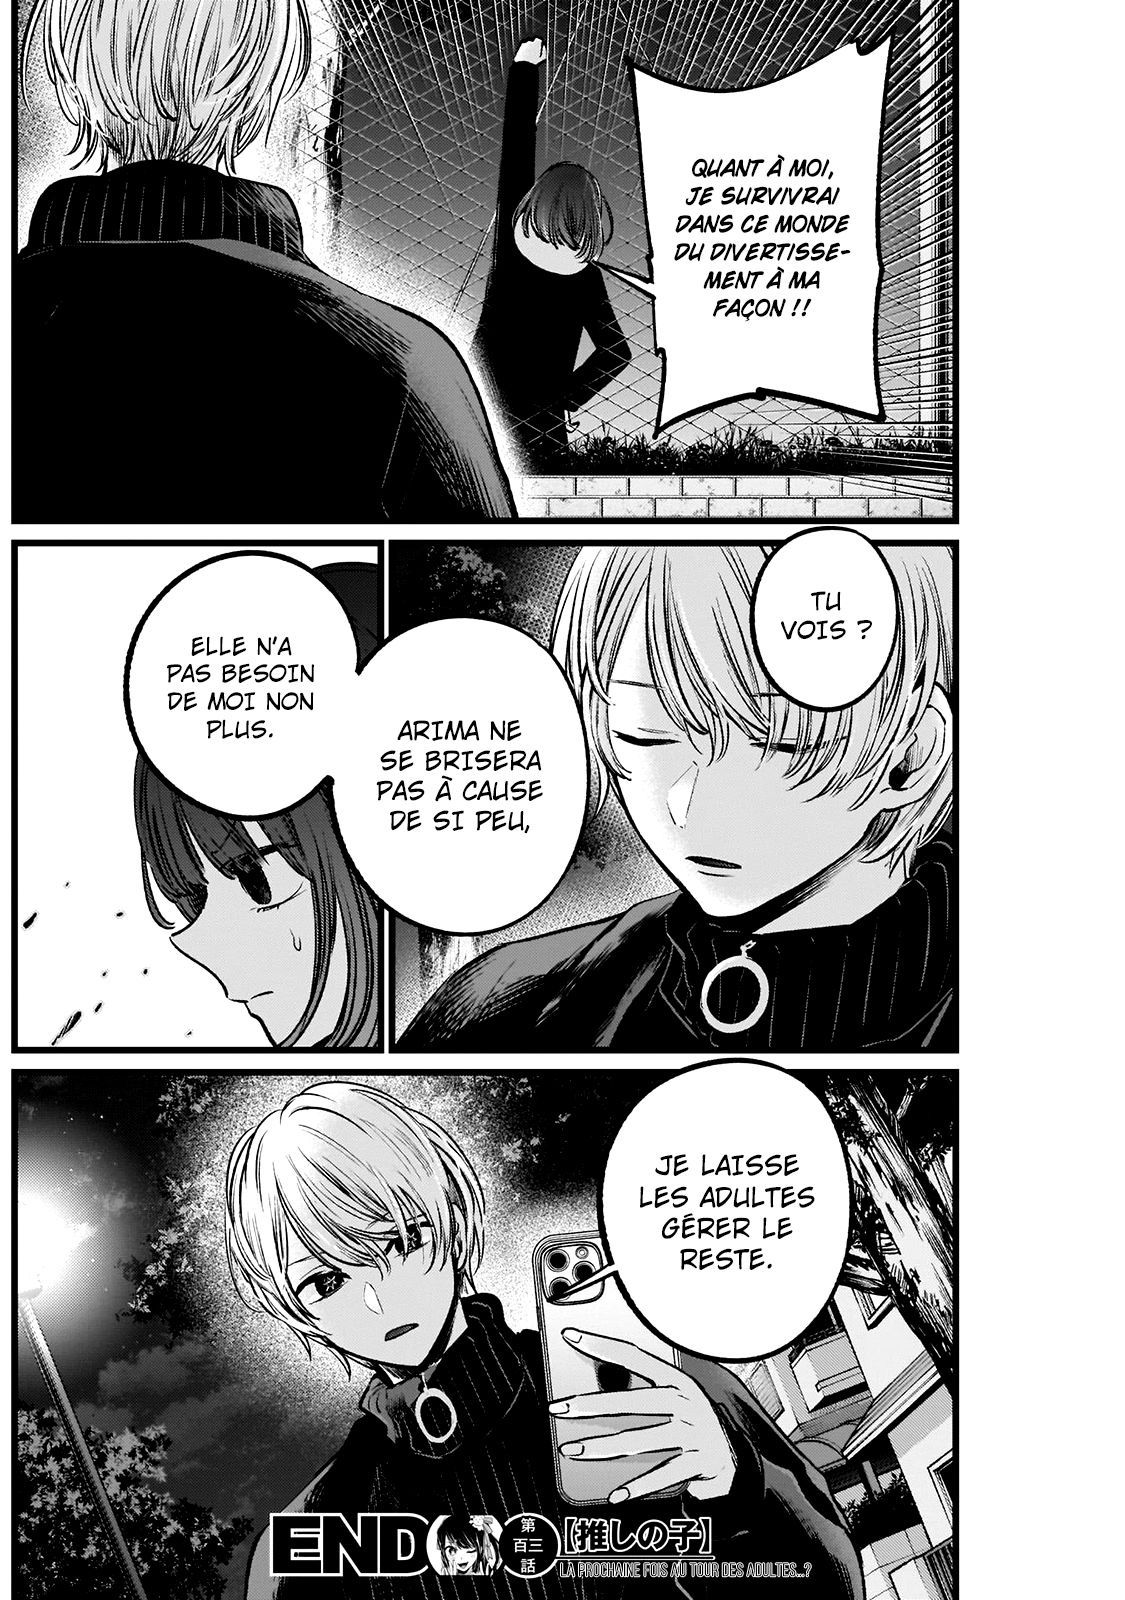 QUANT À MOI,
JE SURVIVRAI
DANS CE MONDE
DU DIVERTISSE-
MENT À MA
FAÇON !!
TU
VOIS ?
ARIMA NE
SE BRISERA
PAS À CAUSE
DE SI PEU,
ELLE N'A
PAS BESOIN
DE MOI NON
PLUS.
JE LAISSE
LES ADULTES
GÉRER LE
RESTE.
END
第
百三
話
【推しの子】
LA PROCHAINE FOIS AU TOUR DES ADULTES...?